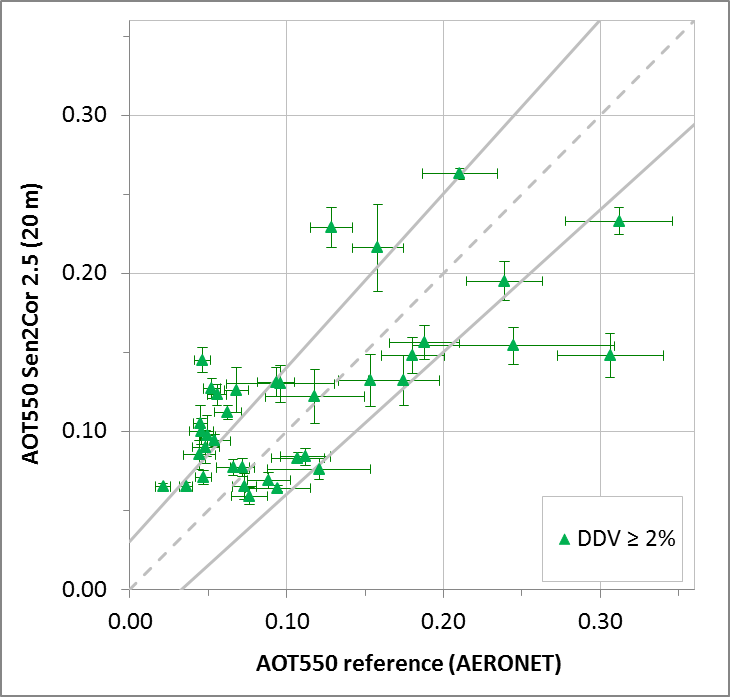 AOT550 Sen2Cor 2.5 (20 m)
0.30
0.20
0.10
0.00
DDV ≥ 2%
0.00 0.10 0.20 0.30
AOT550 reference (AERONET)